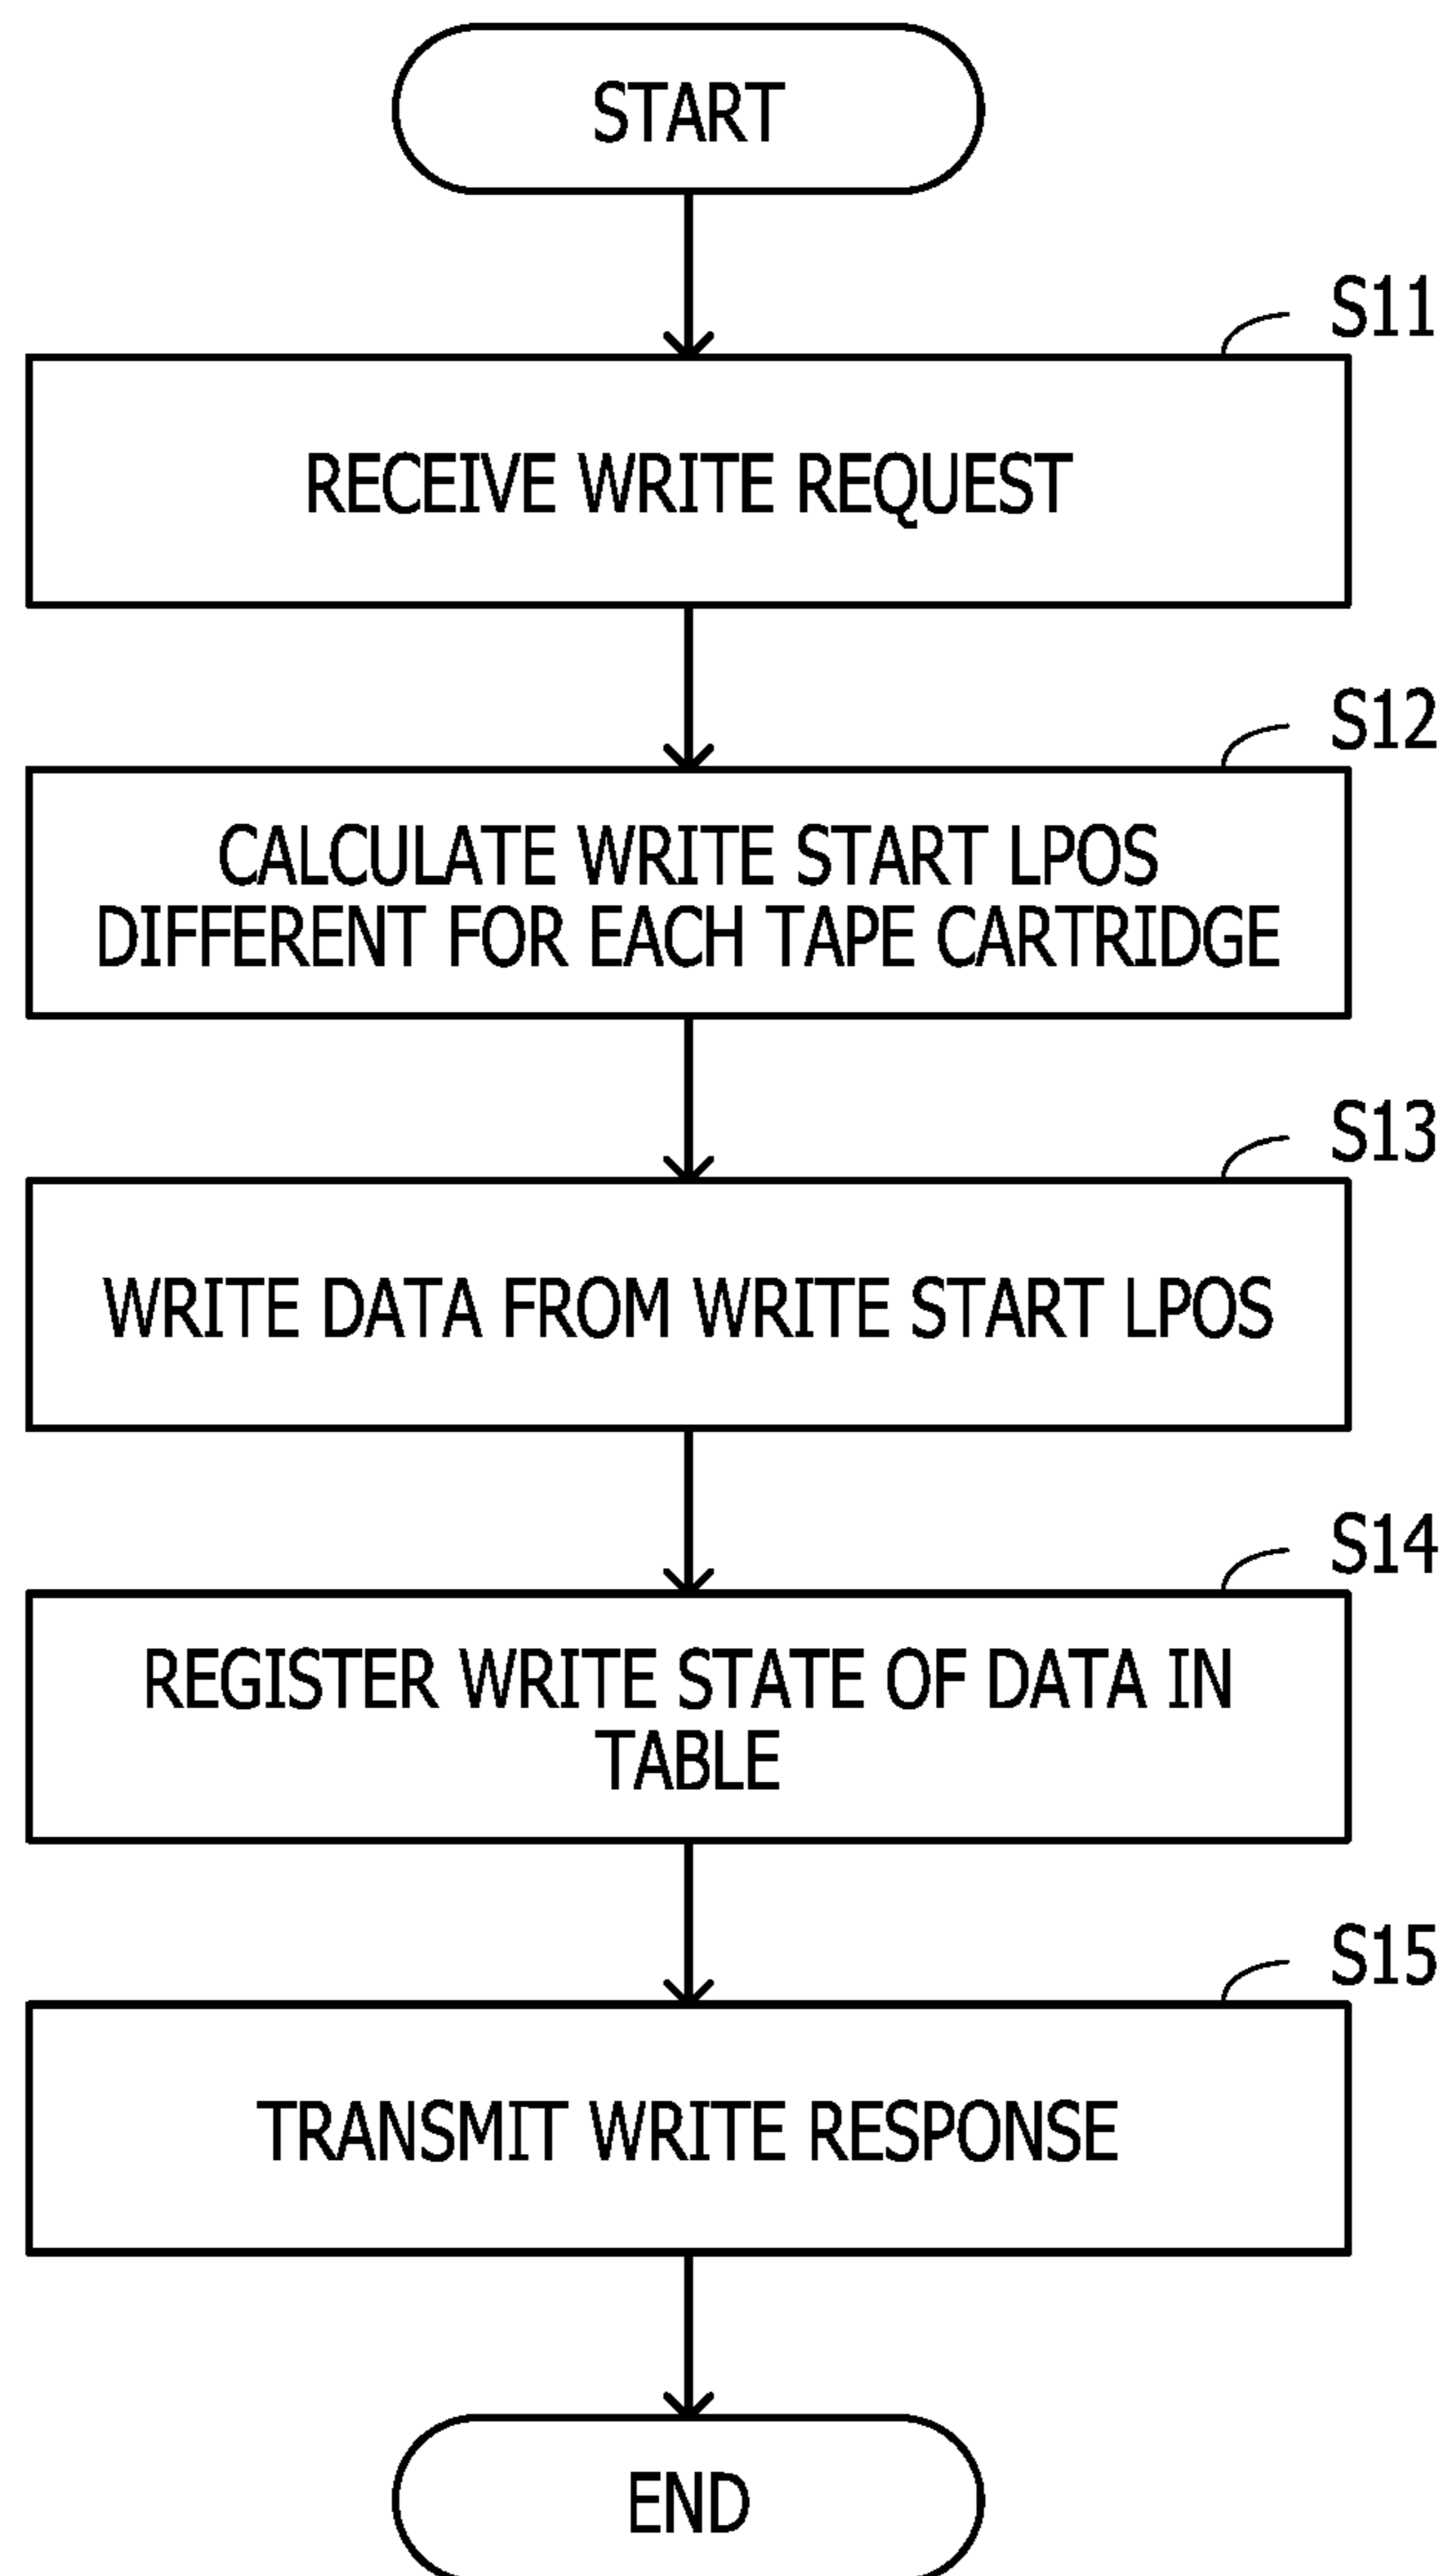 START
S11
RECEIVE WRITE REQUEST
S12
CALCULATE WRITE START LPOS
DIFFERENT FOR EACH TAPE CARTRIDGE
S13
WRITE DATA FROM WRITE START LPOS
S14
REGISTER WRITE STATE OF DATA IN
TABLE
S15
TRANSMIT WRITE RESPONSE
END